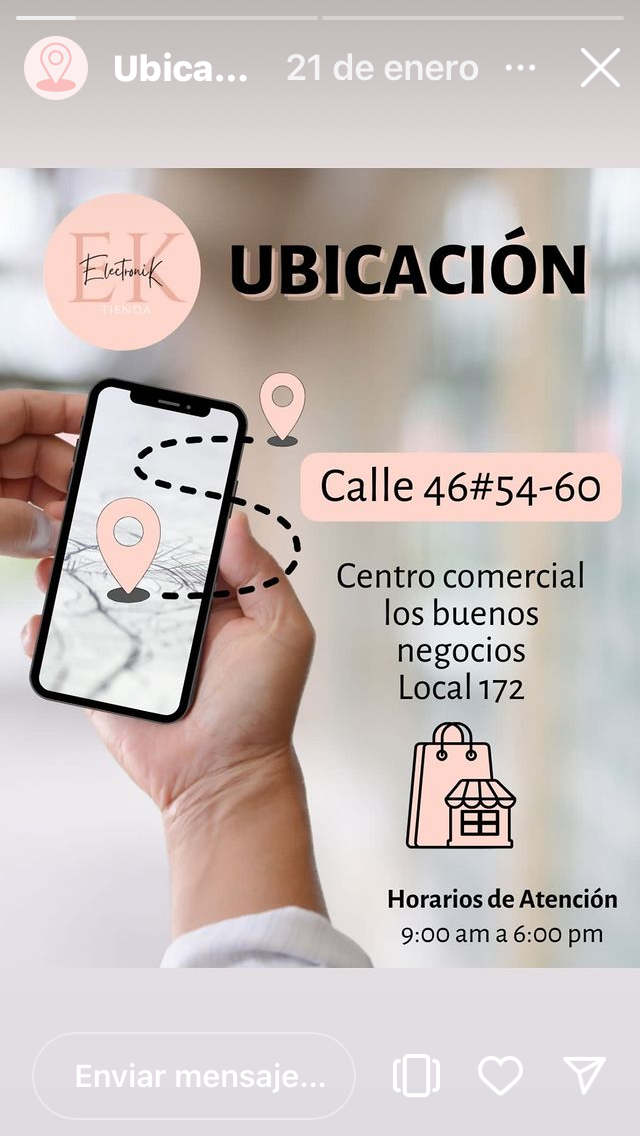 Ubica... 21 de enero
EK
ElectroniK
TIENDA
UBICACIÓN
Calle 46#54-60
Centro comercial
los buenos
negocios
Local 172
Horarios de Atención
9:00 am a 6:00 pm
Enviar mensaje...